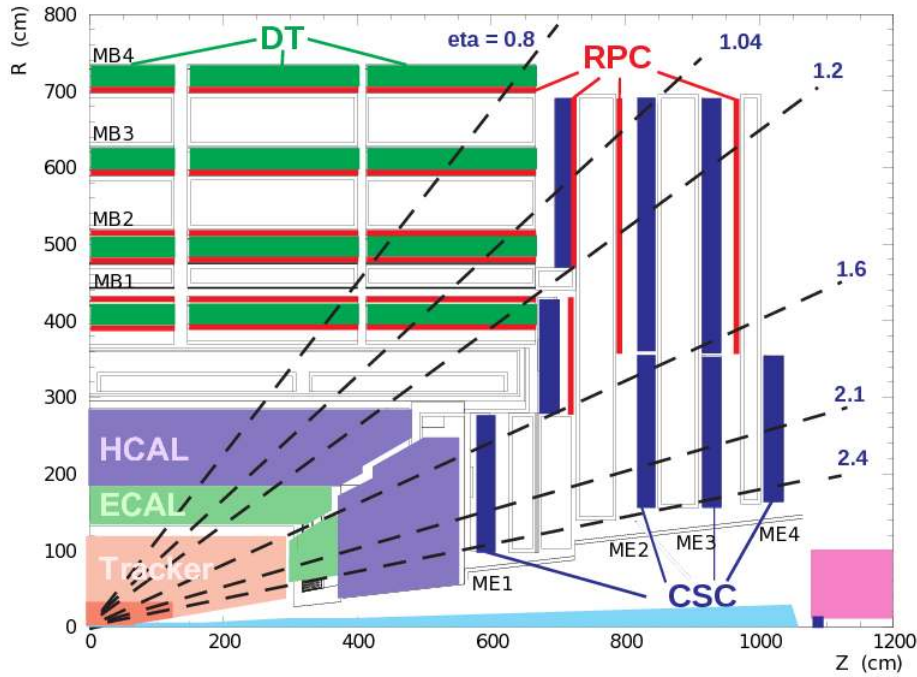 800
R (cm)
MB4
DT
eta = 0.8
1.04
RPC
1.2
700
MB3
600
MB2
500
MB1
1.6
400
300
2.1
HCAL
200
2.4
ECAL
100
Tracker
ME1
ME2
ME3
ME4
CSC
0
0
200
400
600
800
1000
1200
Z (cm)